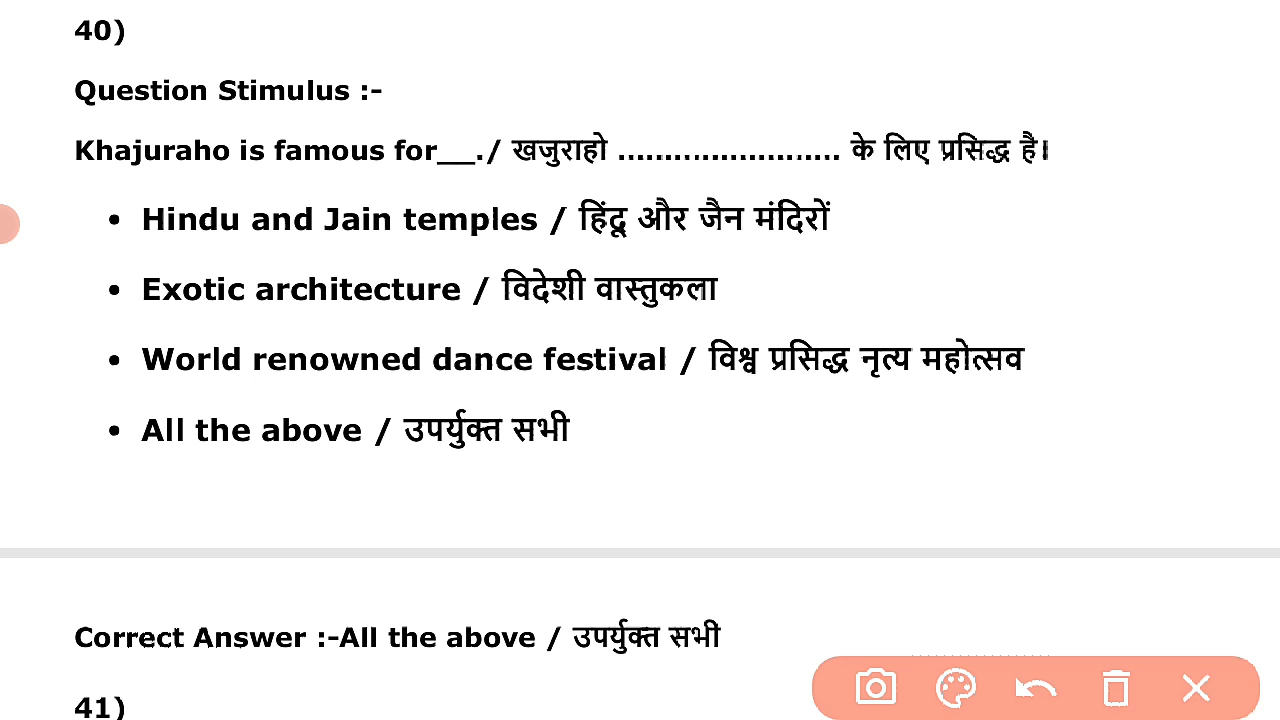 40)
Question Stimulus :-
Khajuraho is famous for__./ खजुराहो ........................ के लिए प्रसिद्ध है।
• Hindu and Jain temples / हिंदू और जैन मंदिरों
• Exotic architecture / विदेशी वास्तुकला
• World renowned dance festival / विश्व प्रसिद्ध नृत्य महोत्सव
• All the above / उपर्युक्त सभी
Correct Answer :-All the above / उपर्युक्त सभी
41)